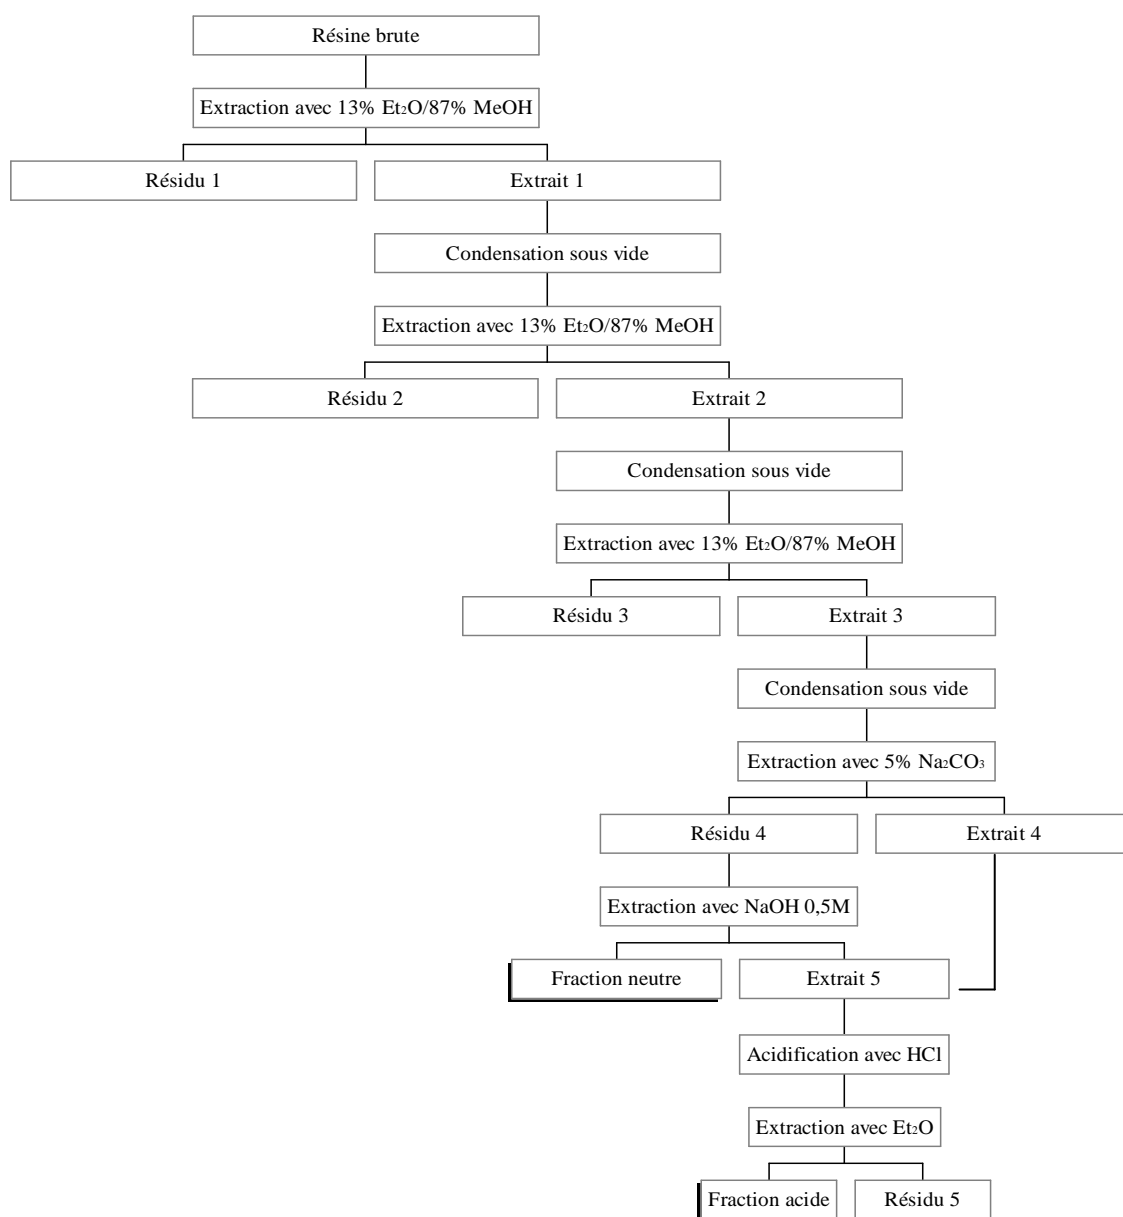 Résine brute
Extraction avec 13% Et₂O/87% MeOH
Résidu 1
Extrait 1
Condensation sous vide
Extraction avec 13% Et₂O/87% MeOH
Résidu 2
Extrait 2
Condensation sous vide
Extraction avec 13% Et₂O/87% MeOH
Résidu 3
Extrait 3
Condensation sous vide
Extraction avec 5% Na₂CO₃
Résidu 4
Extrait 4
Extraction avec NaOH 0,5M
Fraction neutre
Extrait 5
Acidification avec HCl
Extraction avec Et₂O
Fraction acide
Résidu 5